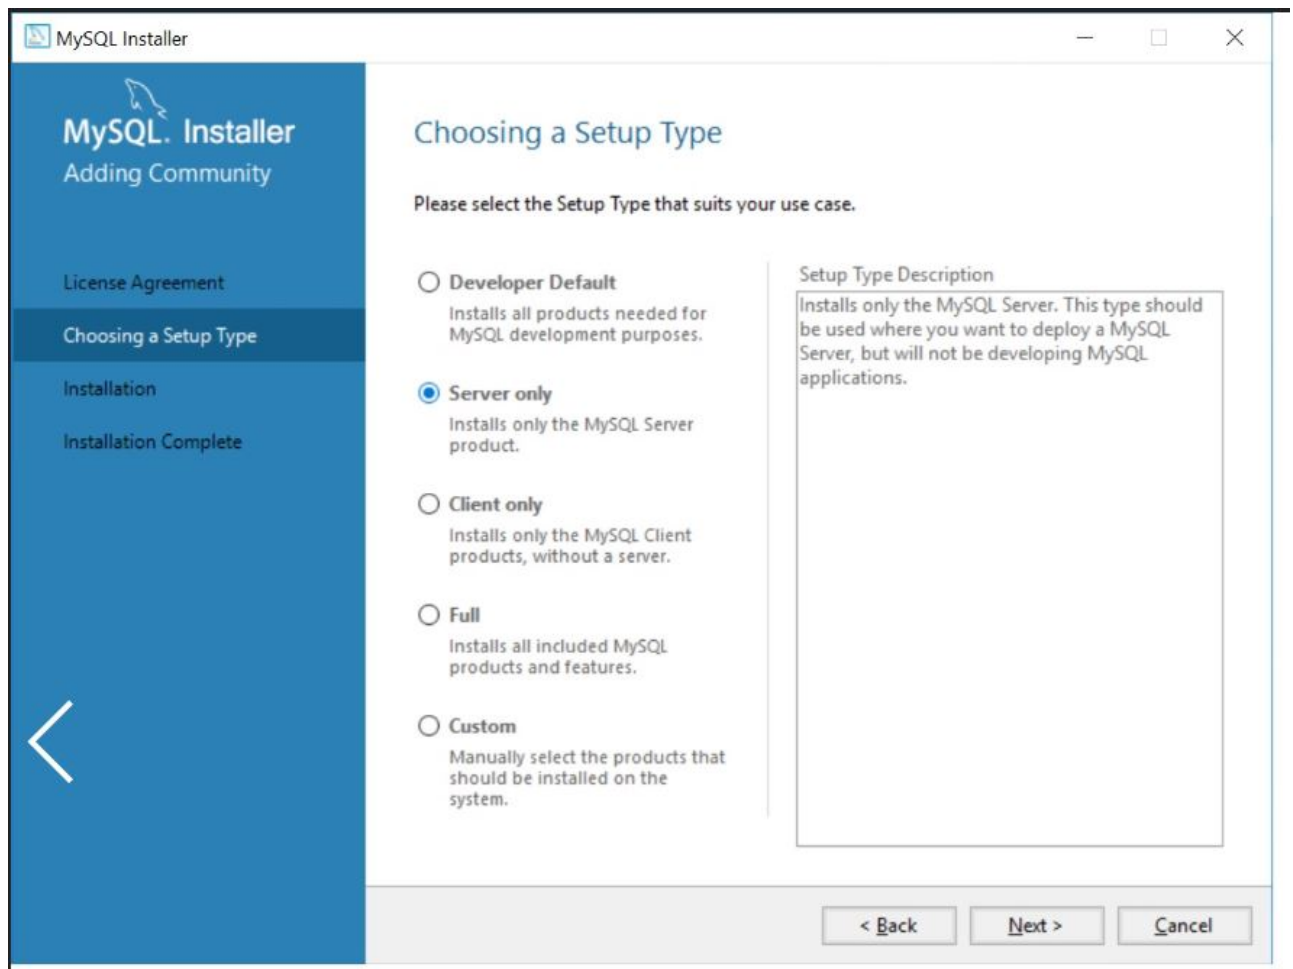 MySQL Installer
MySQL. Installer
Adding Community
License Agreement
Choosing a Setup Type
Installation
Installation Complete
Choosing a Setup Type
Please select the Setup Type that suits your use case.
Developer Default
Installs all products needed for
MySQL development purposes.
Server only
Installs only the MySQL Server
product.
Client only
Installs only the MySQL Client
products, without a server.
Full
Installs all included MySQL
products and features.
Custom
Manually select the products that
should be installed on the
system.
Setup Type Description
Installs only the MySQL Server. This type should
be used where you want to deploy a MySQL
Server, but will not be developing MySQL
applications.
< Back
Next >
Cancel